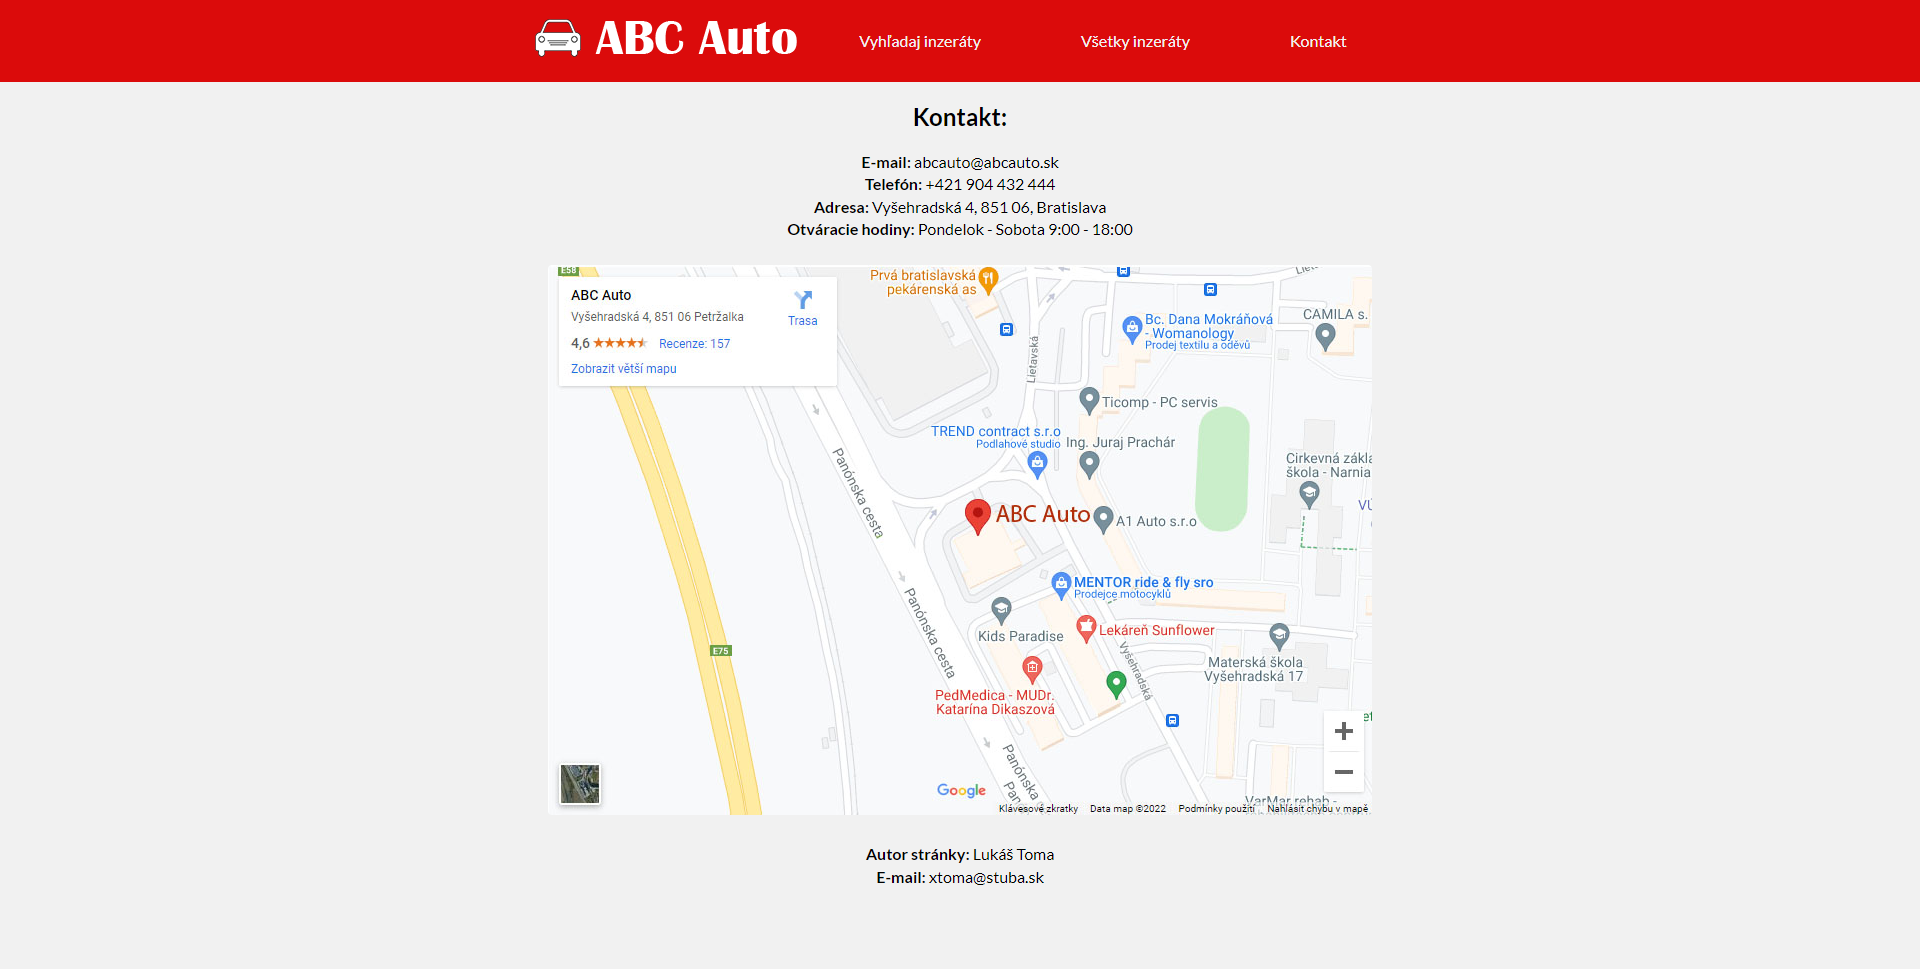 ABC Auto
Vyhľadaj inzeráty
Všetky inzeráty
Kontakt
Kontakt:
E-mail: abcauto@abcauto.sk
Telefón: +421 904 432 444
Adresa: Vyšehradská 4, 851 06, Bratislava
Otváracie hodiny: Pondelok - Sobota 9:00 - 18:00
E58
ABC Auto
Vyšehradská 4, 851 06 Petržalka
Trasa
4,6
Recenze: 157
Zobrazit větší mapu
Prvá bratislavská
pekárenská as
Bc. Dana Mokráňová
- Womanology
Prodej textilu a oděvů
CAMILA s.
Lietavská
Ticomp - PC servis
TREND contract s.r.o
Podlahové studio
Ing. Juraj Prachár
Cirkevná zákla
škola - Narnia
Panónska cesta
VÚ
ABC Auto
A1 Auto s.r.o
MENTOR ride & fly sro
Prodejce motocyklů
Panónska cesta
Kids Paradise
Lekáreň Sunflower
E75
Vyšehradská
Materská škola
Vyšehradská 17
PedMedica - MUDr.
Katarína Dikaszová
Panónska
Google
VarMar rehab -
Klávesové zkratky
Data map ©2022
Podmínky použití
Nahlásit chybu v mapě
Autor stránky: Lukáš Toma
E-mail: xtoma@stuba.sk